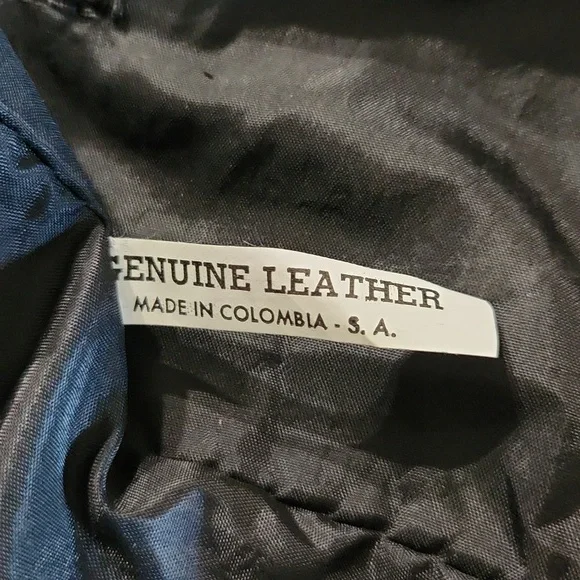 GENUINE LEATHER
MADE IN COLOMBIA - S. A.